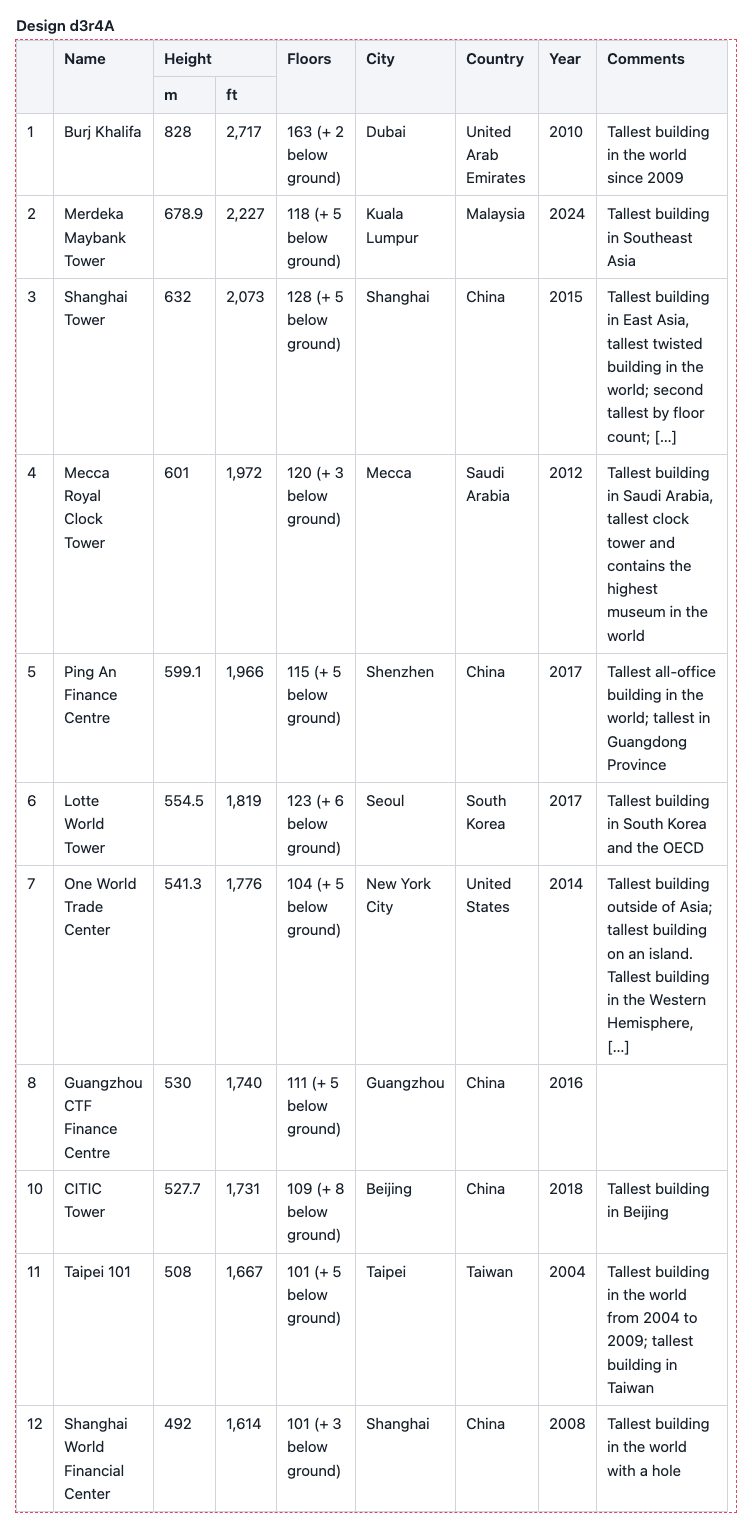 Design d3r4A
Name Height Floors City Country Year Comments
m ft
1 Burj Khalifa 828 2,717 163 (+ 2 Dubai United 2010 Tallest building
below Arab in the world
ground) Emirates since 2009
2 Merdeka 678.9 2,227 118 (+ 5 Kuala Malaysia 2024 Tallest building
Maybank below Lumpur in Southeast
Tower ground) Asia
3 Shanghai 632 2,073 128 (+ 5 Shanghai China 2015 Tallest building
Tower below in East Asia,
ground) tallest twisted
building in the
world; second
tallest by floor
count; [...]
4 Mecca 601 1,972 120 (+ 3 Mecca Saudi 2012 Tallest building
Royal below Arabia in Saudi Arabia,
Clock ground) tallest clock
Tower tower and
contains the
highest
museum in the
world
5 Ping An 599.1 1,966 115 (+ 5 Shenzhen China 2017 Tallest all-office
Finance below building in the
Centre ground) world; tallest in
Guangdong
Province
6 Lotte 554.5 1,819 123 (+ 6 Seoul South 2017 Tallest building
World below Korea in South Korea
Tower ground) and the OECD
7 One World 541.3 1,776 104 (+ 5 New York United 2014 Tallest building
Trade below City States outside of Asia;
Center ground) tallest building
on an island.
Tallest building
in the Western
Hemisphere,
[...]
8 Guangzhou 530 1,740 111 (+ 5 Guangzhou China 2016
CTF below
Finance ground)
Centre
10 CITIC 527.7 1,731 109 (+ 8 Beijing China 2018 Tallest building
Tower below in Beijing
ground)
11 Taipei 101 508 1,667 101 (+ 5 Taipei Taiwan 2004 Tallest building
below in the world
ground) from 2004 to
2009; tallest
building in
Taiwan
12 Shanghai 492 1,614 101 (+ 3 Shanghai China 2008 Tallest building
World below in the world
Financial ground) with a hole
Center